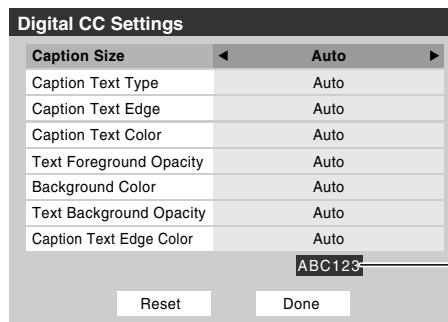 Digital CC Settings
Caption Size ◀ Auto ▶
Caption Text Type Auto
Caption Text Edge Auto
Caption Text Color Auto
Text Foreground Opacity Auto
Background Color Auto
Text Background Opacity Auto
Caption Text Edge Color Auto
ABC123
Reset Done